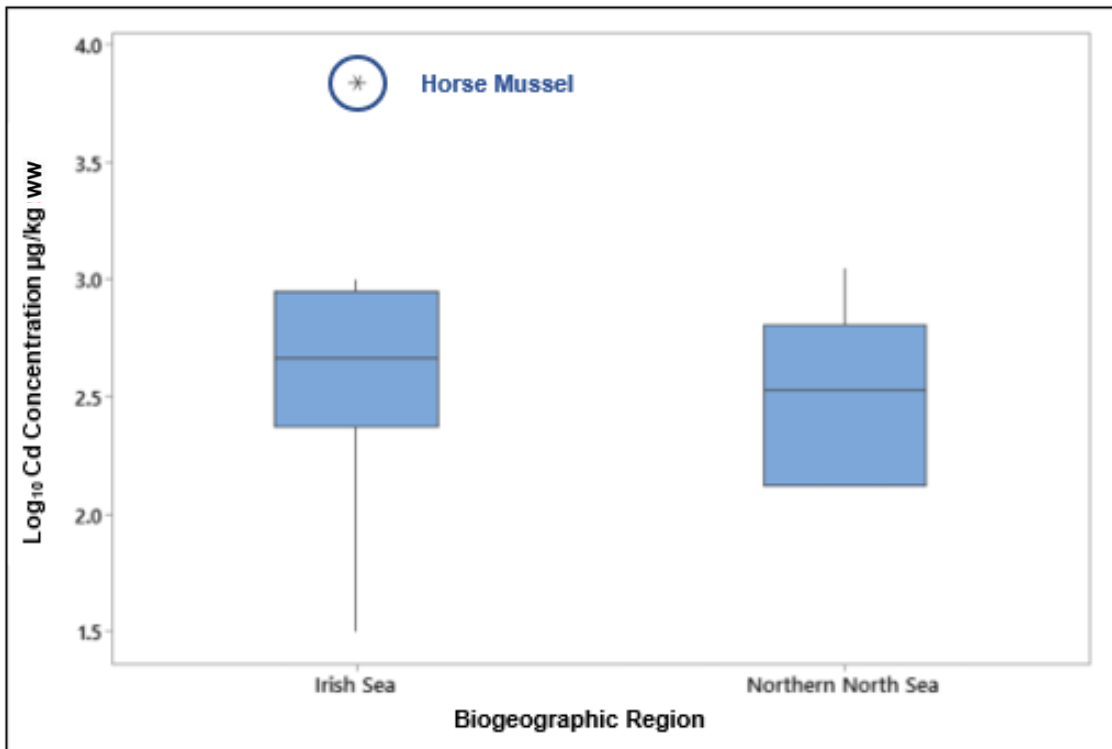 Log₁₀ Cd Concentration µg/kg ww
4.0
3.5
3.0
2.5
2.0
1.5
Horse Mussel
Irish Sea
Northern North Sea
Biogeographic Region